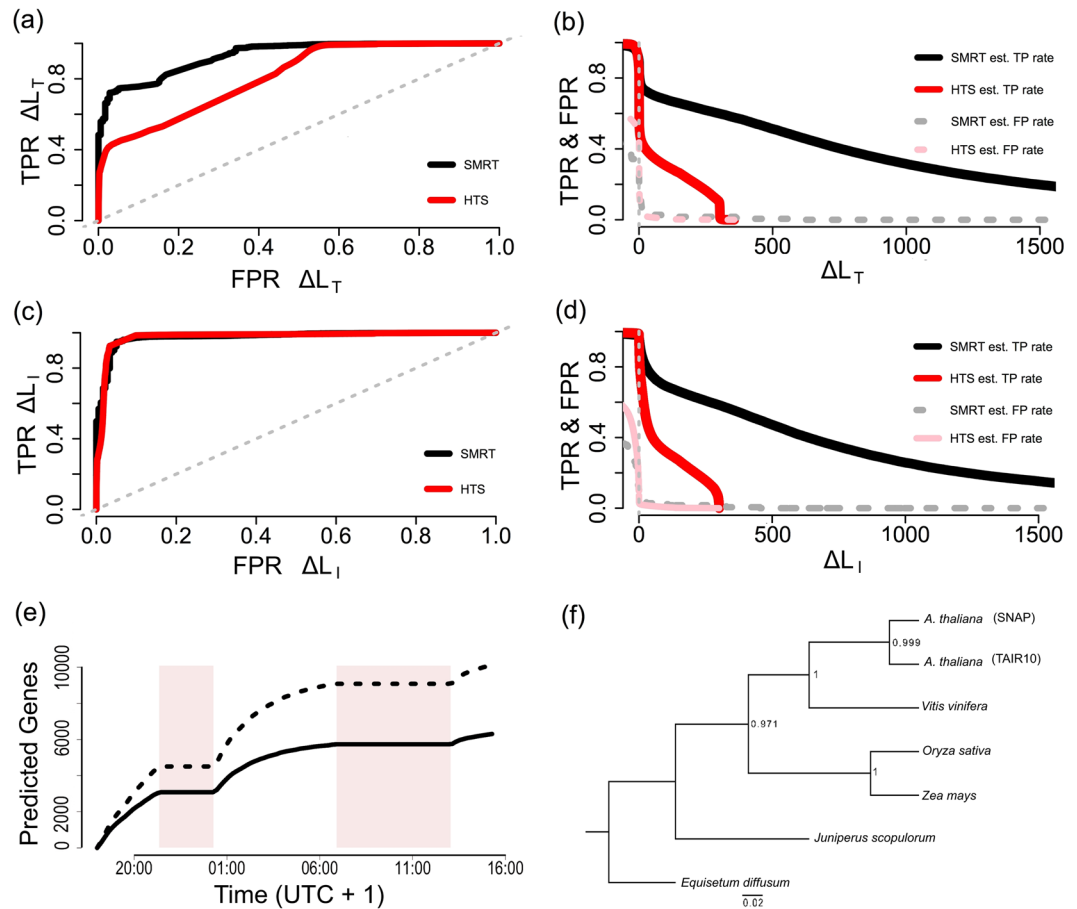 (a)
TPR ΔL_T
0.0 0.4 0.8
SMRT
HTS
0.0 0.2 0.4 0.6 0.8 1.0
FPR ΔL_T
(b)
TPR & FPR
0.0 0.4 0.8
SMRT est. TP rate
HTS est. TP rate
SMRT est. FP rate
HTS est. FP rate
0 500 1000 1500
ΔL_T
(c)
TPR ΔL_I
0.0 0.4 0.8
SMRT
HTS
0.0 0.2 0.4 0.6 0.8 1.0
FPR ΔL_I
(d)
TPR & FPR
0.0 0.4 0.8
SMRT est. TP rate
HTS est. TP rate
SMRT est. FP rate
HTS est. FP rate
0 500 1000 1500
ΔL_I
(e)
Predicted Genes
0 2000 6000 10000
20:00 01:00 06:00 11:00 16:00
Time (UTC + 1)
(f)
A. thaliana (SNAP)
0.999
A. thaliana (TAIR10)
1
Vitis vinifera
0.971
Oryza sativa
1
Zea mays
Juniperus scopulorum
Equisetum diffusum
0.02